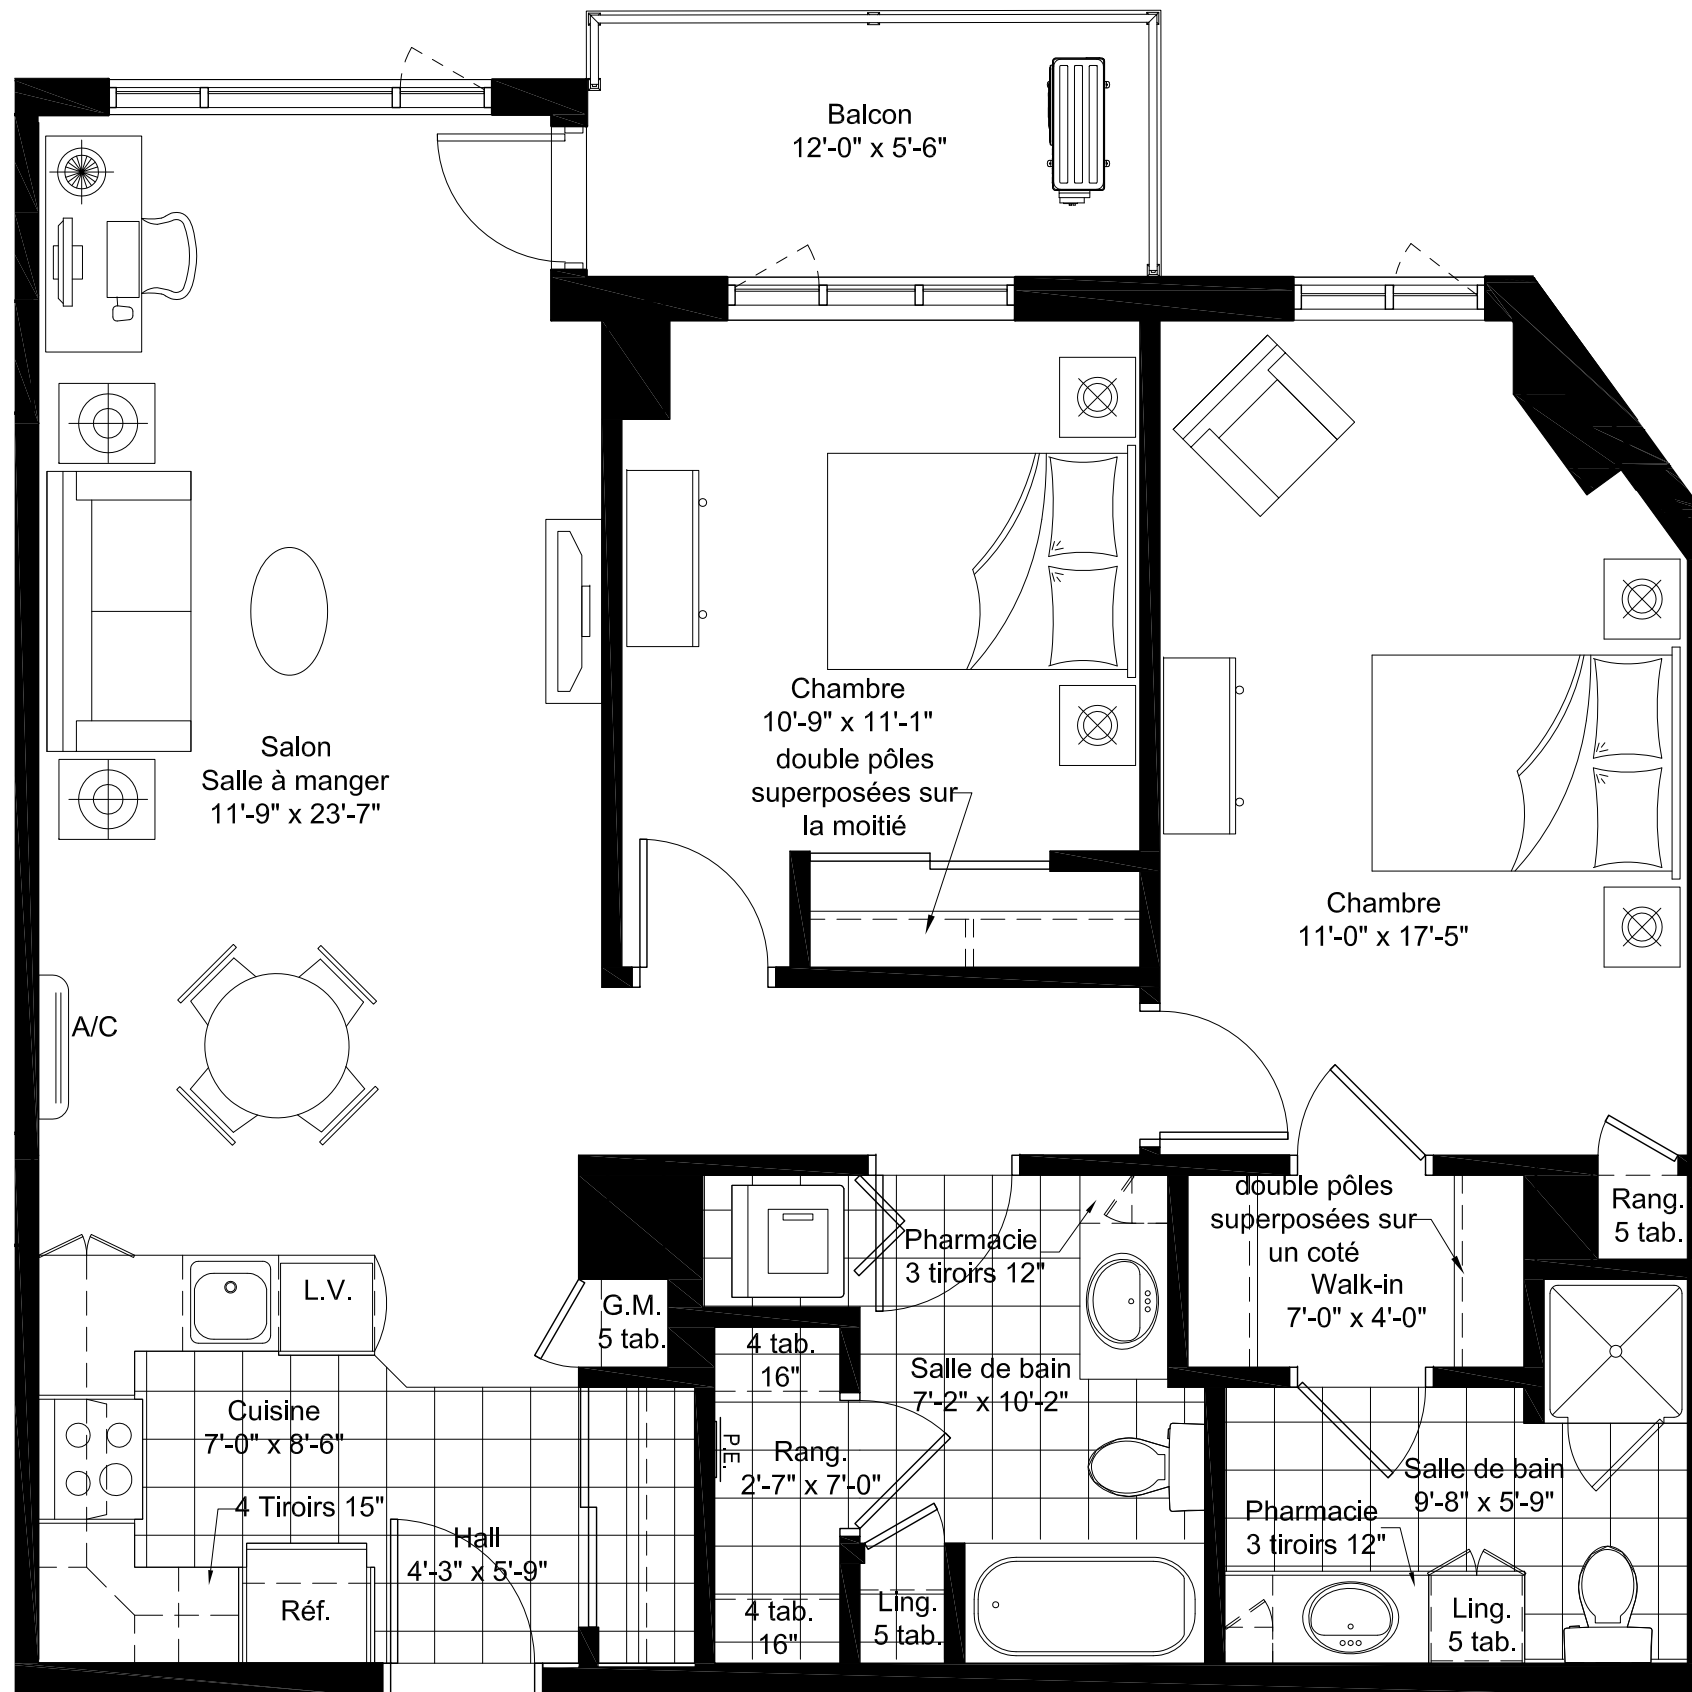 Balcon
12'-0" x 5'-6"
Chambre
10'-9" x 11'-1"
double pôles
superposées sur
la moitié
Salon
Salle à manger
11'-9" x 23'-7"
Chambre
11'-0" x 17'-5"
A/C
double pôles
superposées sur
un coté
Walk-in
7'-0" x 4'-0"
Rang.
5 tab.
Pharmacie
3 tiroirs 12"
L.V.
G.M.
5 tab.
4 tab.
16"
Salle de bain
7'-2" x 10'-2"
Cuisine
7'-0" x 8'-6"
P.E.
Rang.
2'-7" x 7'-0"
Salle de bain
9'-8" x 5'-9"
4 Tiroirs 15"
Pharmacie
3 tiroirs 12"
Hall
4'-3" x 5'-9"
Réf.
4 tab.
16"
Ling.
5 tab.
Ling.
5 tab.